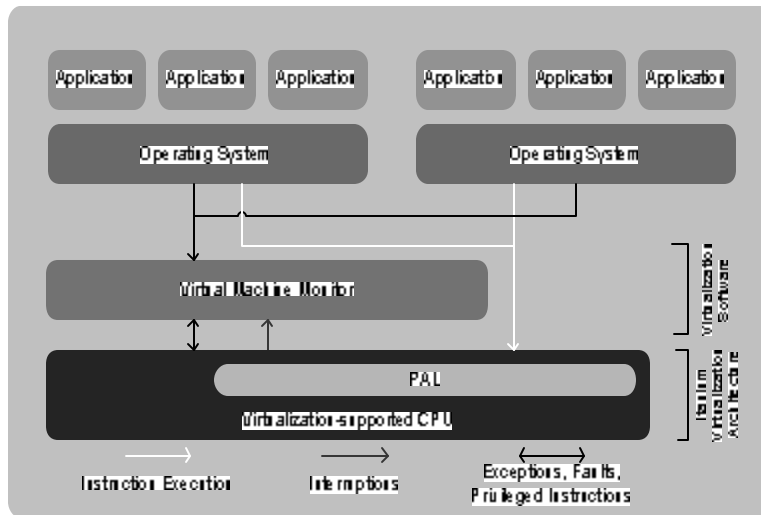 Application Application Application Application Application Application
Operating System Operating System
Virtual Machine Monitor
Virtualization
Software
PAL
Virtualization-supported CPU
Itanium
Virtualization
Architecture
Instruction Execution
Interruptions
Exceptions, Faults,
Privileged Instructions